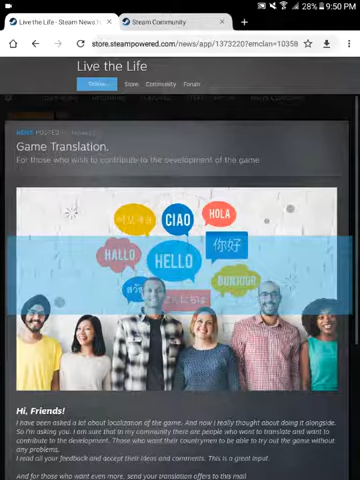 28% 9:50 PM
Live the Life - Steam News H
Steam Community
store.steampowered.com/news/app/1373220?emclan=10358
Live the Life
Follow
Store Community Forum
NEWS POSTED
Game Translation.
For those who wish to contribute to the development of the game.
CIAO
HOLA
HALLO
HELLO
你好
BONJOUR
Hi, Friends!
I have been asked a lot about localization of the game. And now I really thought about doing it alongside.
So I'm asking you. I am sure that in my community there are people who want to translate and want to
contribute to the development. Those who want their countrymen to be able to try out the game without
any problems.
I read all your feedback and accept their ideas and comments. This is a great input.
And for those who want even more, send your translation offers to this mail